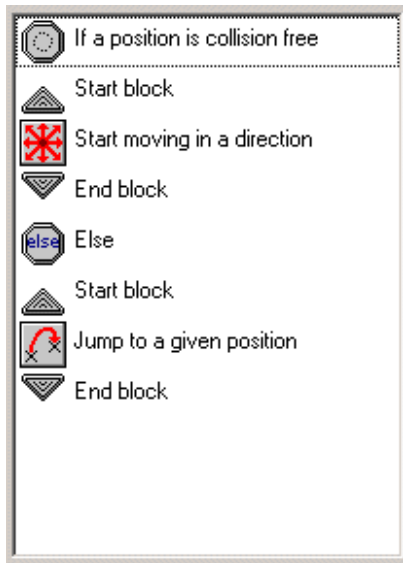 If a position is collision free
Start block
Start moving in a direction
End block
else Else
Start block
Jump to a given position
End block